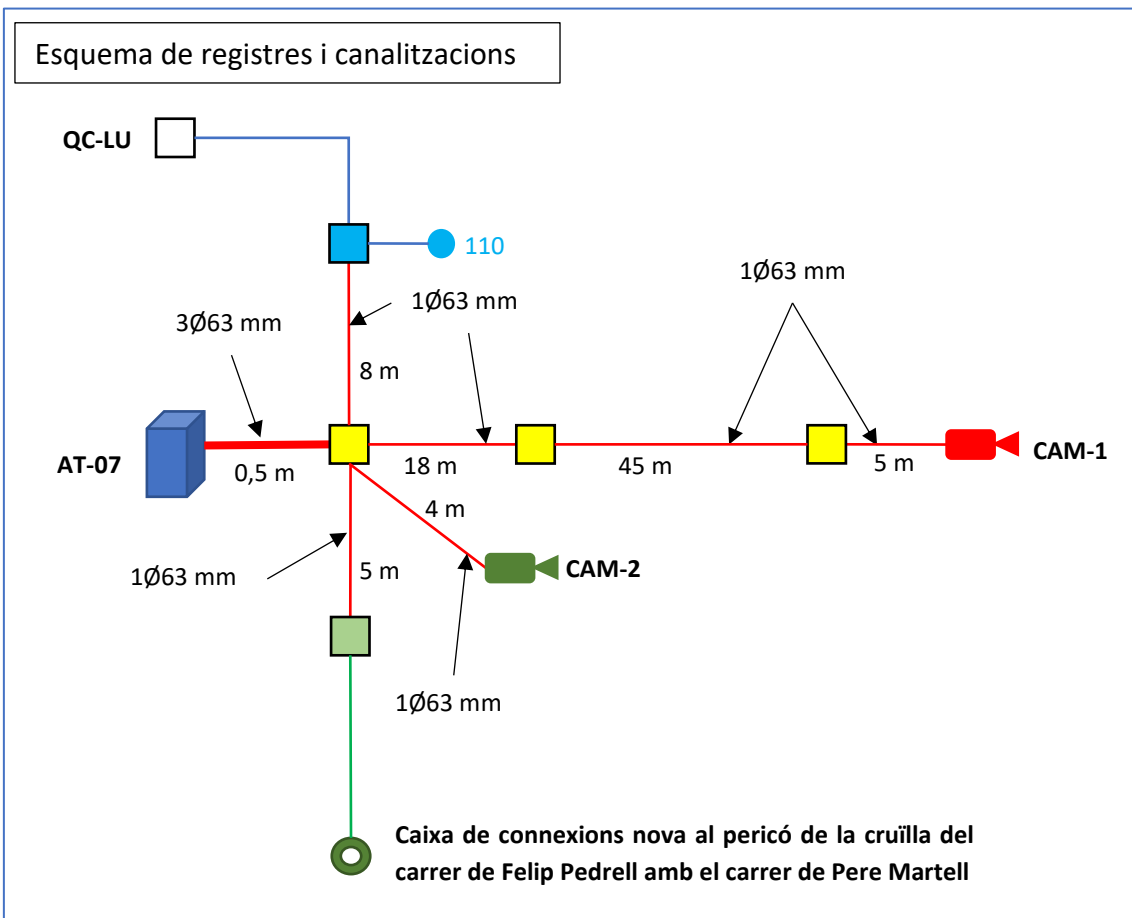 Esquema de registres i canalitzacions
QC-LU
110
1Ø63 mm
1Ø63 mm
3Ø63 mm
8 m
AT-07
0,5 m
18 m
45 m
5 m
CAM-1
4 m
1Ø63 mm
5 m
CAM-2
1Ø63 mm
Caixa de connexions nova al pericó de la cruïlla del
carrer de Felip Pedrell amb el carrer de Pere Martell